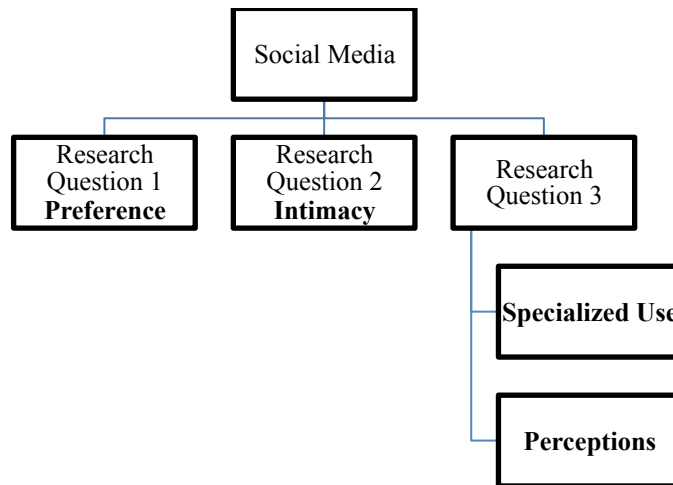 Social Media
Research
Question 1
Preference
Research
Question 2
Intimacy
Research
Question 3
Specialized Use
Perceptions